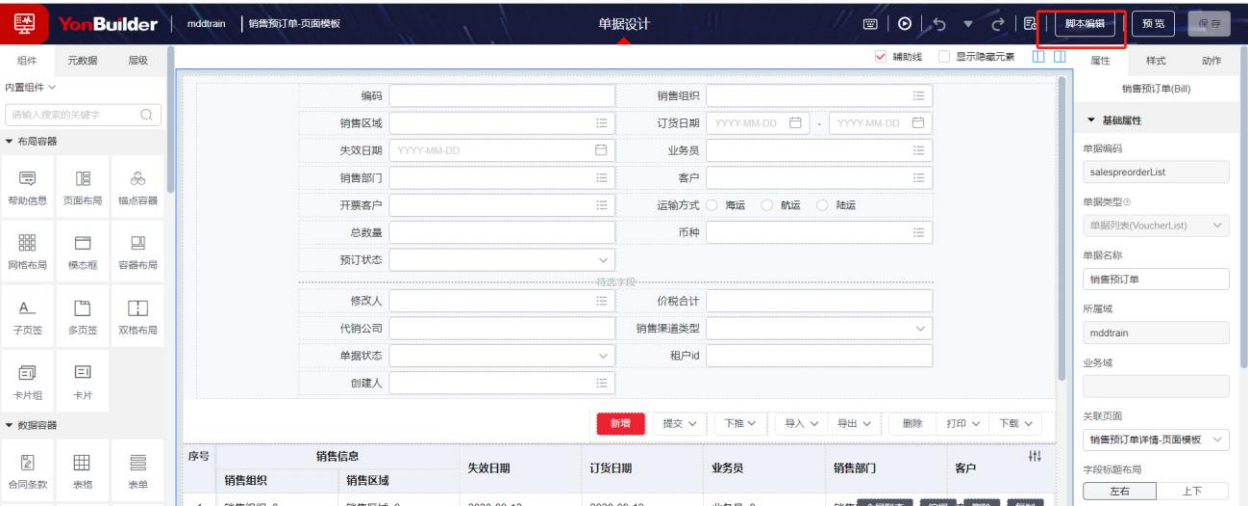 YonBuilder mddtrain 销售预订单-页面模板 单据设计 脚本编辑 预览 保存
组件 元数据 层级 辅助线 显示隐藏元素 属性 样式 动作
内置组件
请输入搜索的关键字
布局容器
帮助信息 页面布局 锚点容器
网格布局 模态框 容器布局
子页签 多页签 双格布局
卡片组 卡片
数据容器
合同条款 表格 表单
编码 销售组织
销售区域 订货日期 YYYY-MM-DD - YYYY-MM-DD
失效日期 YYYY-MM-DD 业务员
销售部门 客户
开票客户 运输方式 海运 航运 陆运
总数量 币种
预订状态
待选字段
修改人 价税合计
代销公司 销售渠道类型
单据状态 租户id
创建人
新增 提交 下推 导入 导出 删除 打印 下载
序号 销售信息 失效日期 订货日期 业务员 销售部门 客户
销售组织 销售区域
销售预订单(Bill)
基础属性
单据编码
salespreorderList
单据类型
单据列表(VoucherList)
单据名称
销售预订单
所属域
mddtrain
业务域
关联页面
销售预订单详情-页面模板
字段标题布局
左右 上下